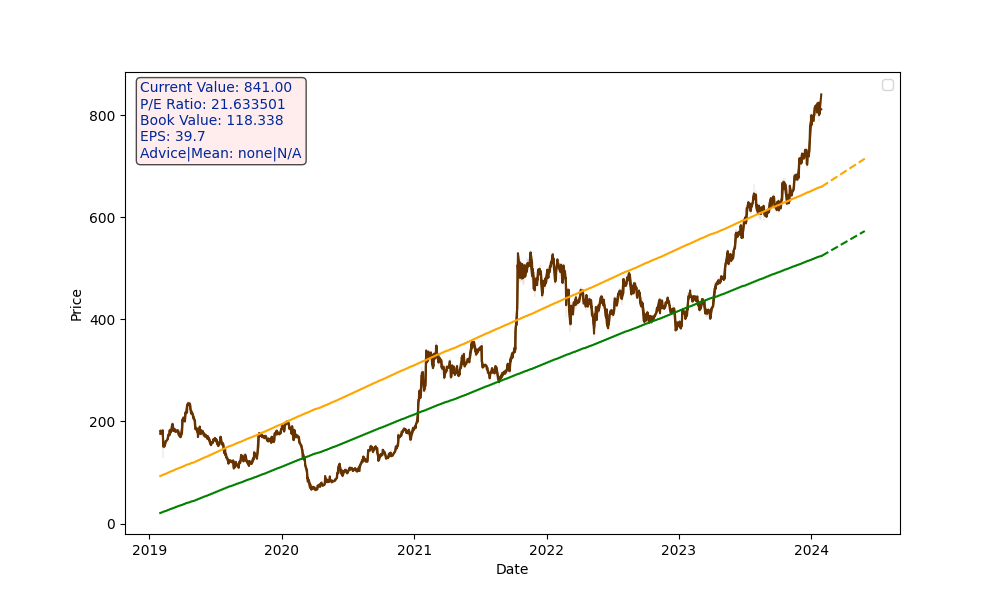 Current Value: 841.00
P/E Ratio: 21.633501
Book Value: 118.338
EPS: 39.7
Advice|Mean: none|N/A
800
600
400
200
0
Price
2019 2020 2021 2022 2023 2024
Date